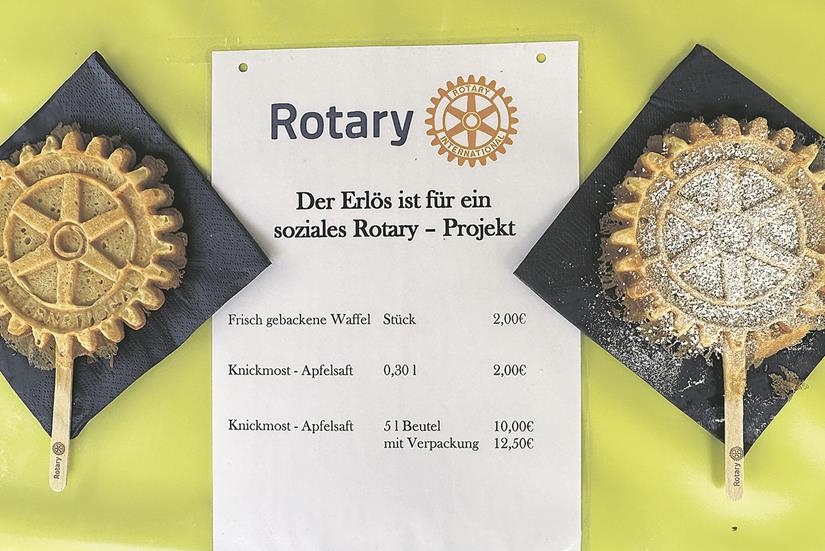 Rotary
ROTARY
INTERNATIONAL
Der Erlös ist für ein
soziales Rotary – Projekt
Frisch gebackene Waffel Stück 2,00€
Knickmost - Apfelsaft 0,30 l 2,00€
Knickmost - Apfelsaft 5 l Beutel 10,00€
mit Verpackung 12,50€
INTERNATIONAL
Rotary
Rotary